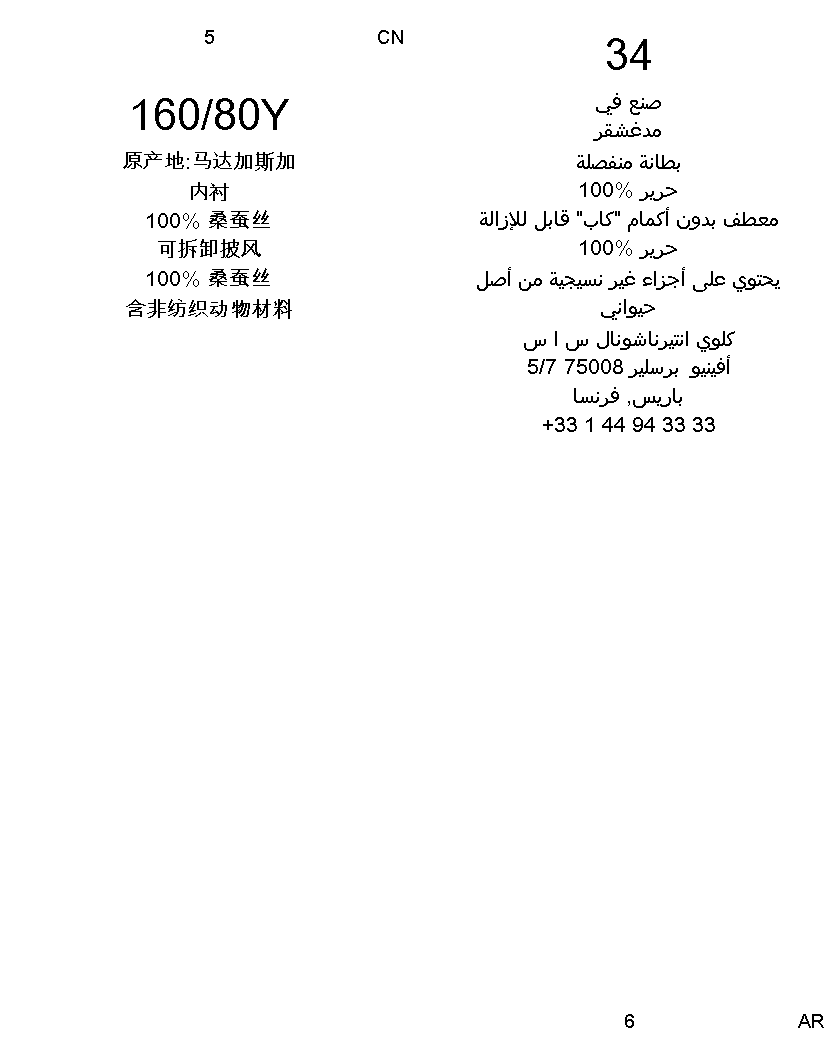 5
CN
160/80Y
原产地:马达加斯加
内衬
100% 桑蚕丝
可拆卸披风
100% 桑蚕丝
含非纺织动物材料
34
صنع في
مدغشقر
بطانة منفصلة
حرير %100
معطف بدون أكمام "كاب" قابل للإزالة
حرير %100
يحتوي على أجزاء غير نسيجية من أصل
حيواني
كلوي انتيرناشونال س ا س
أفينيو برسلير 75008 5/7
باريس, فرنسا
+33 1 44 94 33 33
6
AR